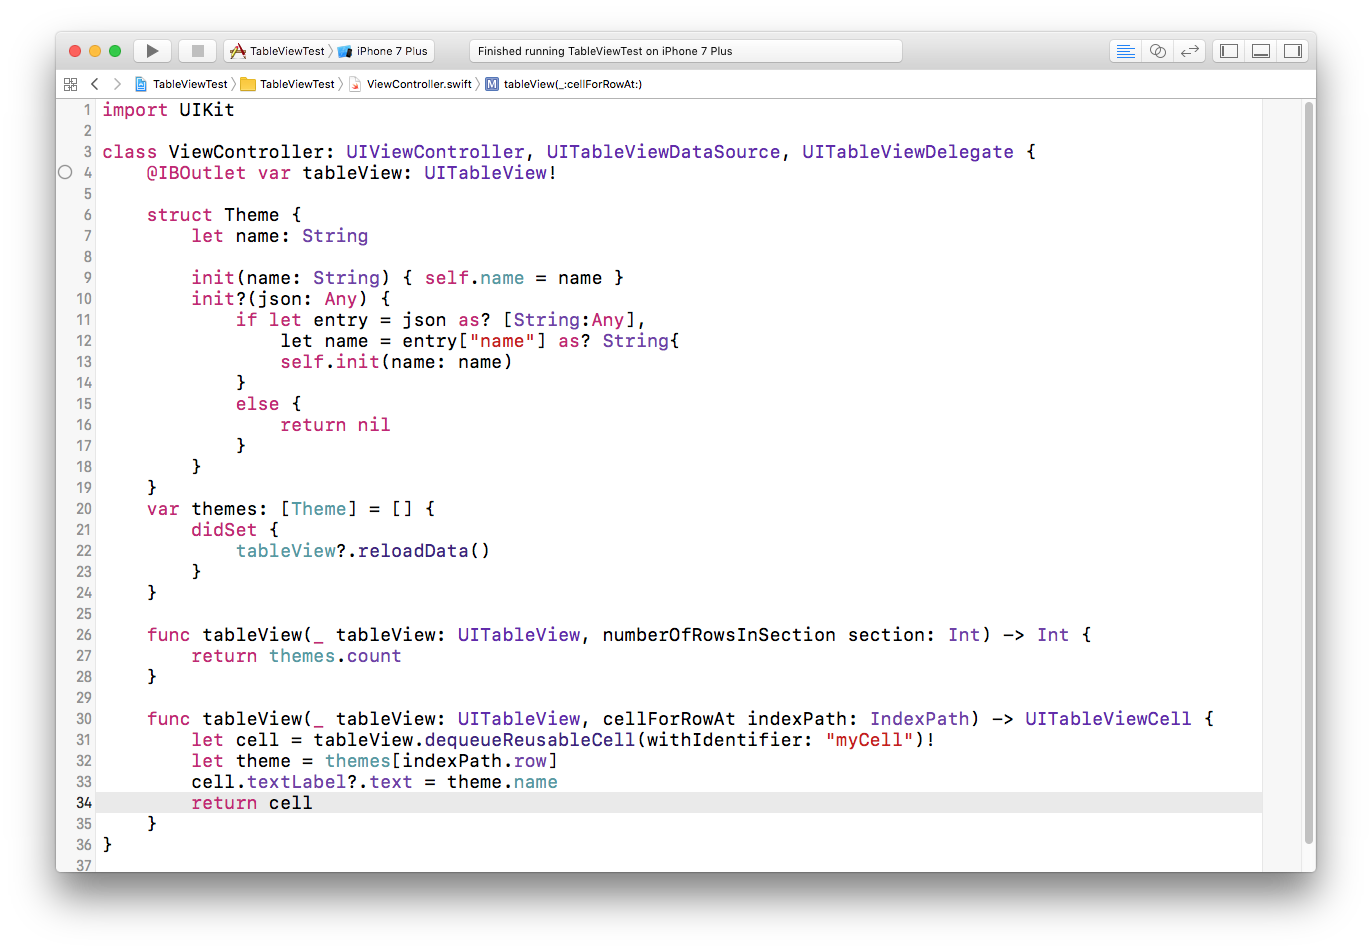 TableViewTest iPhone 7 Plus Finished running TableViewTest on iPhone 7 Plus
TableViewTest TableViewTest ViewController.swift M tableView(_:cellForRowAt:)
1 import UIKit
2
3 class ViewController: UIViewController, UITableViewDataSource, UITableViewDelegate {
4     @IBOutlet var tableView: UITableView!
5
6     struct Theme {
7         let name: String
8
9         init(name: String) { self.name = name }
10         init?(json: Any) {
11             if let entry = json as? [String:Any],
12                 let name = entry["name"] as? String{
13                 self.init(name: name)
14             }
15             else {
16                 return nil
17             }
18         }
19     }
20     var themes: [Theme] = [] {
21         didSet {
22             tableView?.reloadData()
23         }
24     }
25
26     func tableView(_ tableView: UITableView, numberOfRowsInSection section: Int) -> Int {
27         return themes.count
28     }
29
30     func tableView(_ tableView: UITableView, cellForRowAt indexPath: IndexPath) -> UITableViewCell {
31         let cell = tableView.dequeueReusableCell(withIdentifier: "myCell")!
32         let theme = themes[indexPath.row]
33         cell.textLabel?.text = theme.name
34         return cell
35     }
36 }
37